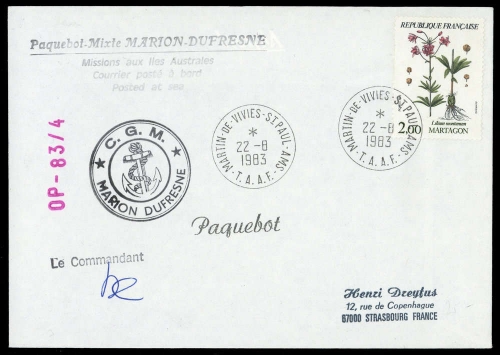 Paquebot-Mixte MARION-DUFRESNE
Missions aux Iles Australes
Courrier posté à bord
Posted at sea
REPUBLIQUE FRANÇAISE
2,60
Lilium martagon
MARTAGON
MARTIN-DE-VIVIES-ST.PAUL-AMS
*
22-8
1983
T.A.A.F.
MARTIN-DE-VIVIES-ST.PAUL-AMS
*
22-8
1983
T.A.A.F.
OP-83/4
C.G.M.
MARION DUFRESNE
Paquebot
Le Commandant
Henri Dreyfus
12, rue de Copenhague
67000 STRASBOURG FRANCE